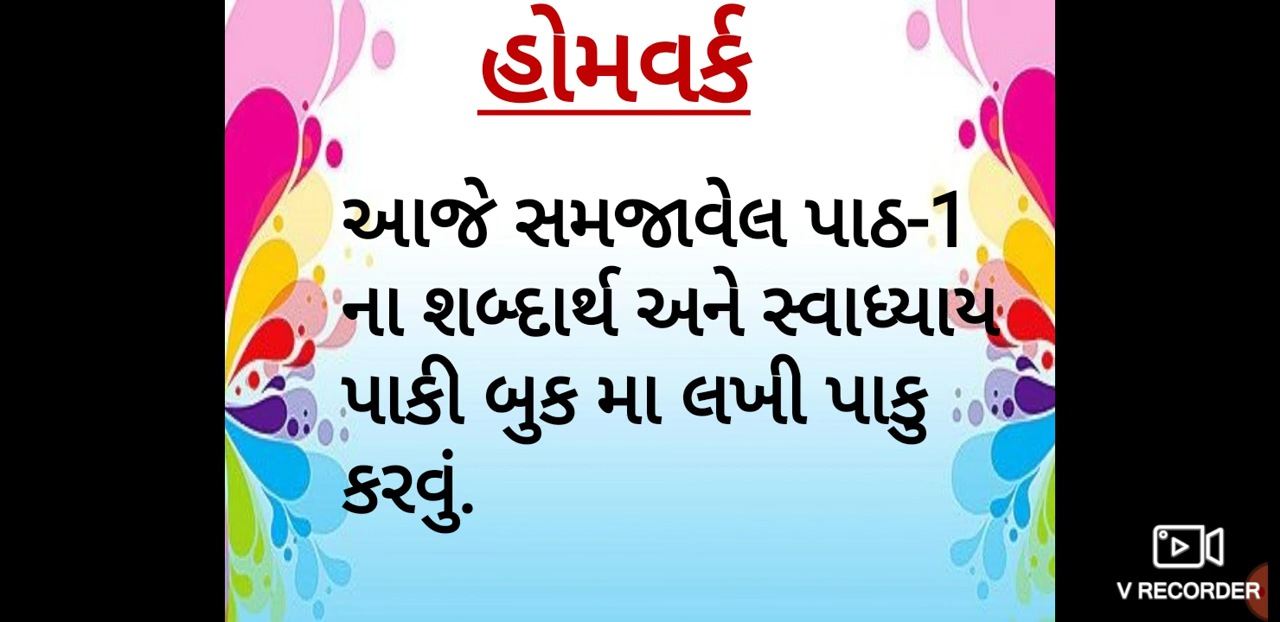 હોમવર્ક
આજે સમજાવેલ પાઠ-1
ના શબ્દાર્થ અને સ્વાધ્યાય
પાકી બુક મા લખી પાકુ
કરવું.
V RECORDER